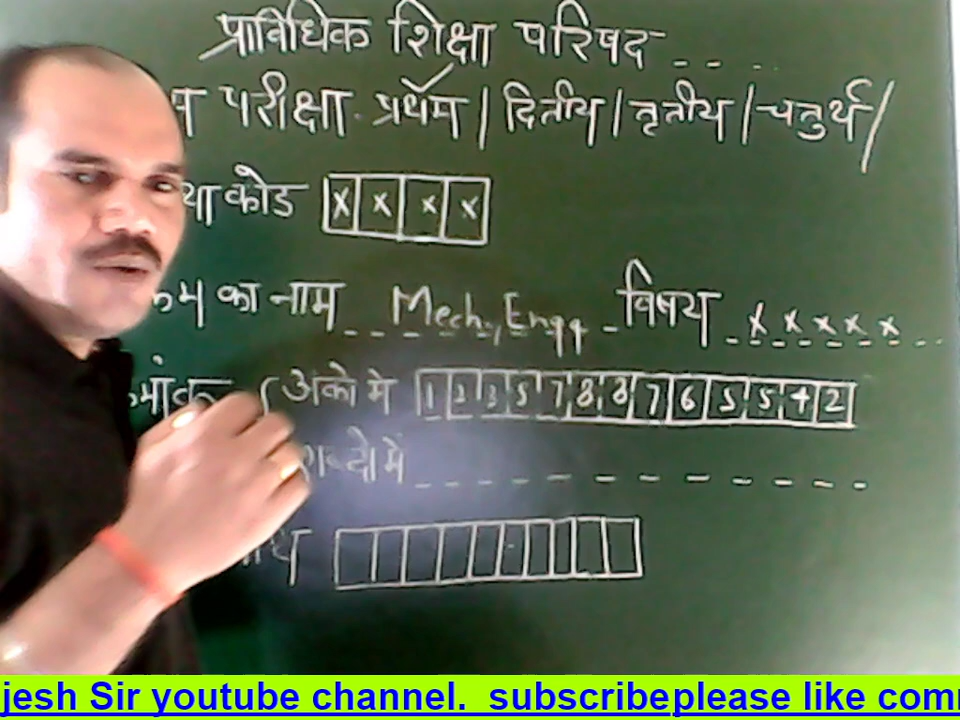 प्राविधिक शिक्षा परिषद _ _ _ _
परीक्षा. प्रथम / दितीय / तृतीय / चतुर्थ /
था कोड X X X X
का नाम _ _ Mech., Engg _ विषय _ x x x x x _ _
मांक { अंको मे 1 2 3 5 7 8 8 7 6 5 5 4 2
शब्दो में _ _ _ _ _ _ _ _ _ _ _
jesh Sir youtube channel. subscribeplease like com